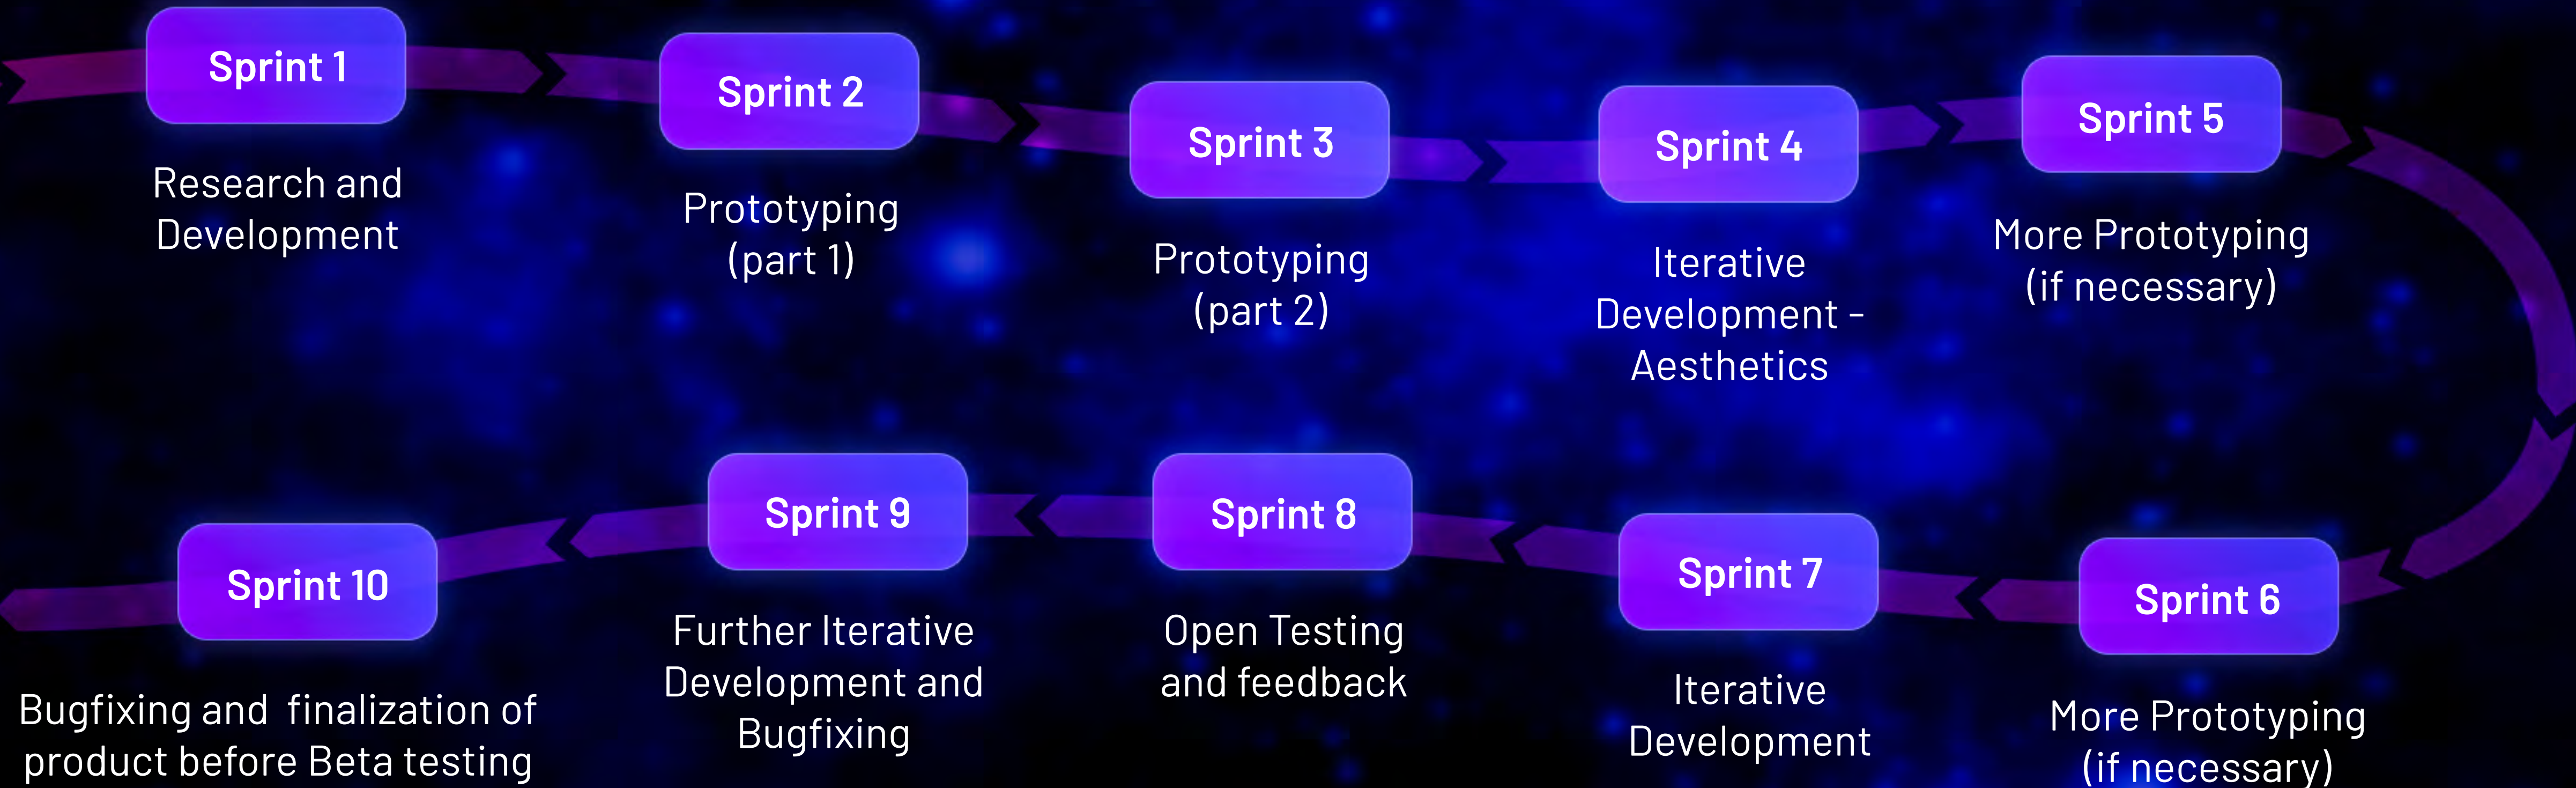 Sprint 1
Research and
Development
Sprint 2
Prototyping
(part 1)
Sprint 3
Prototyping
(part 2)
Sprint 4
Iterative
Development -
Aesthetics
Sprint 5
More Prototyping
(if necessary)
Sprint 6
More Prototyping
(if necessary)
Sprint 7
Iterative
Development
Sprint 8
Open Testing
and feedback
Sprint 9
Further Iterative
Development and
Bugfixing
Sprint 10
Bugfixing and  finalization of
product before Beta testing